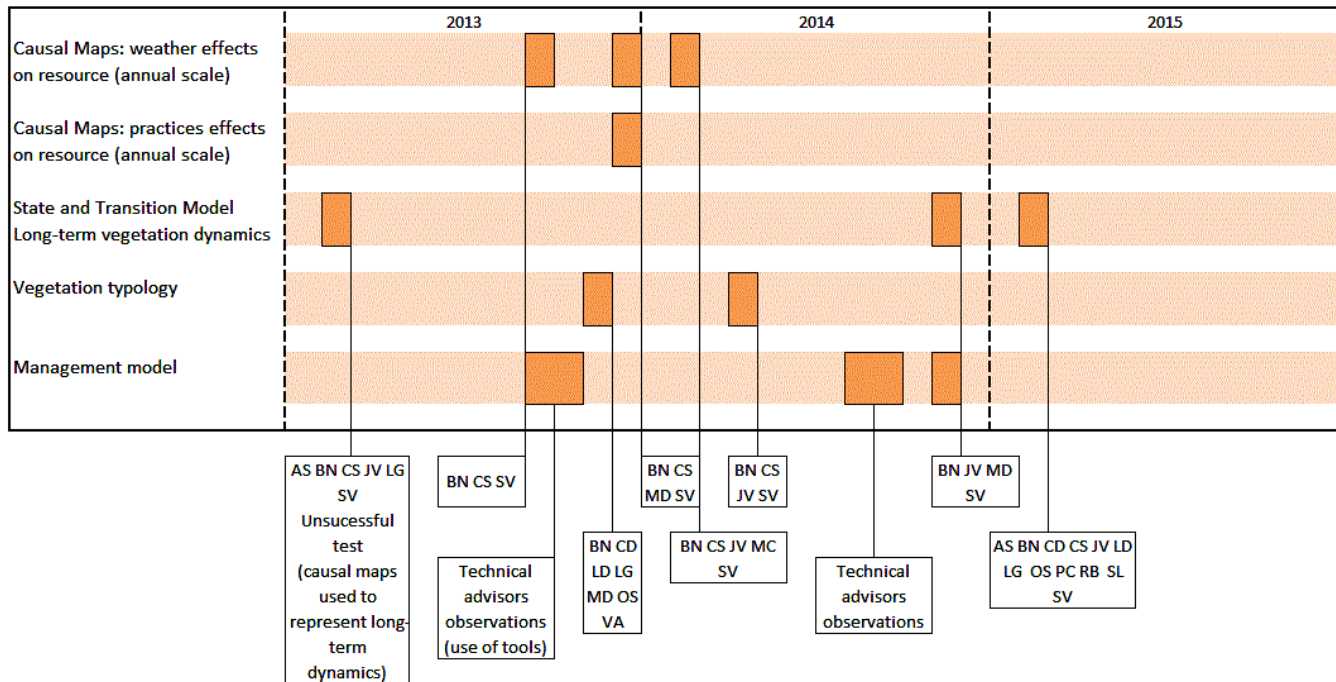 2013
2014
2015
Causal Maps: weather effects
on resource (annual scale)
Causal Maps: practices effects
on resource (annual scale)
State and Transition Model
Long-term vegetation dynamics
Vegetation typology
Management model
AS BN CS JV LG
SV
Unsucessful
test
(causal maps
used to
represent long-
term
dynamics)
BN CS SV
Technical
advisors
observations
(use of tools)
BN CD
LD LG
MD OS
VA
BN CS
MD SV
BN CS JV MC
SV
BN CS
JV SV
Technical
advisors
observations
BN JV MD
SV
AS BN CD CS JV LD
LG OS PC RB SL
SV